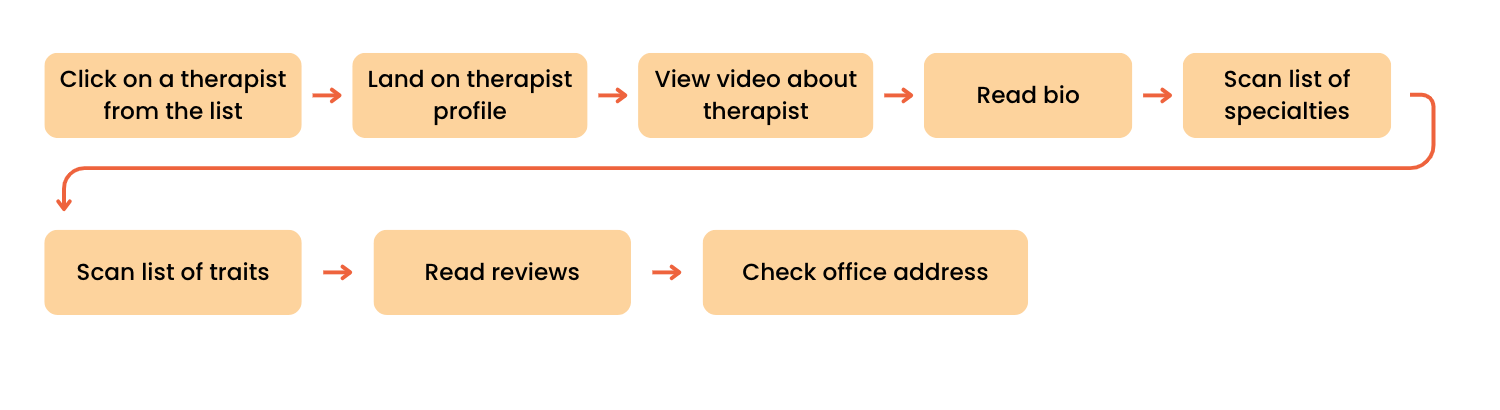 Click on a therapist
from the list
Land on therapist
profile
View video about
therapist
Read bio
Scan list of
specialties
Scan list of traits
Read reviews
Check office address